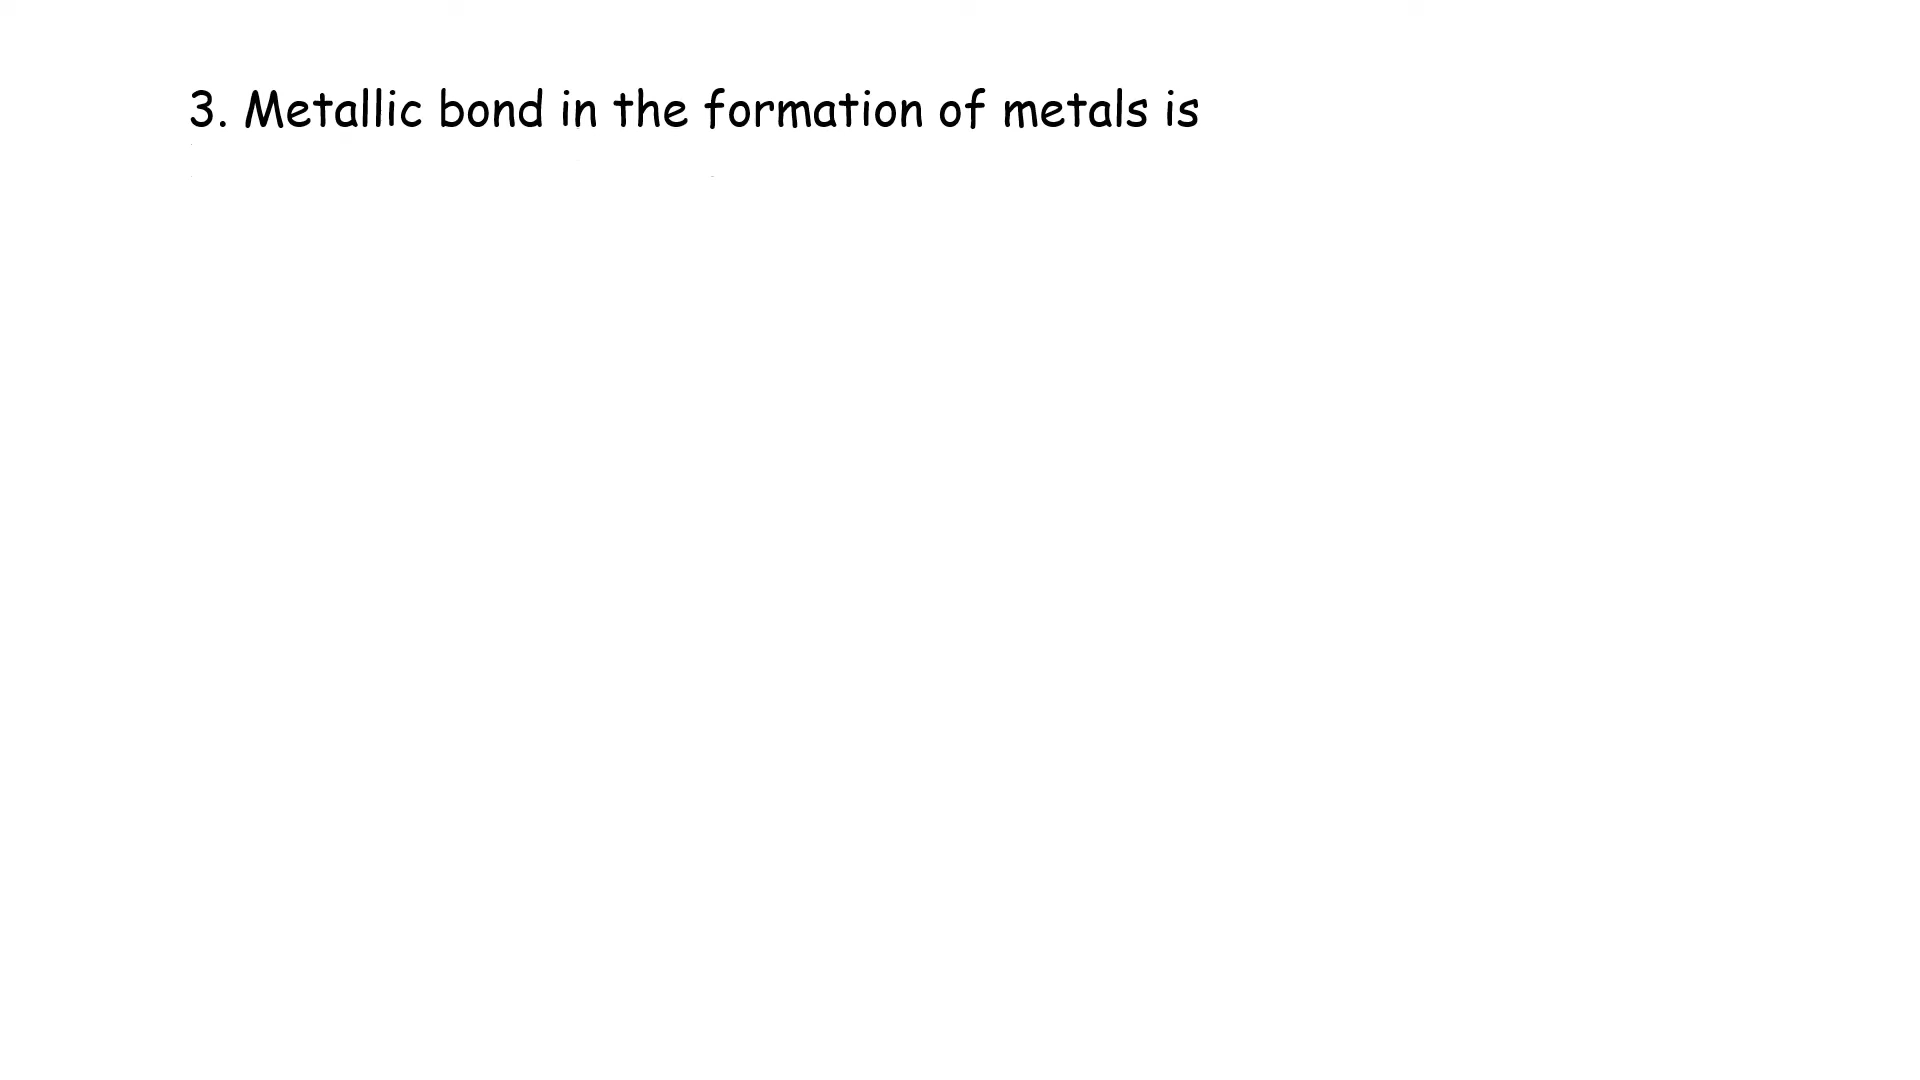 3. Metallic bond in the formation of metals is